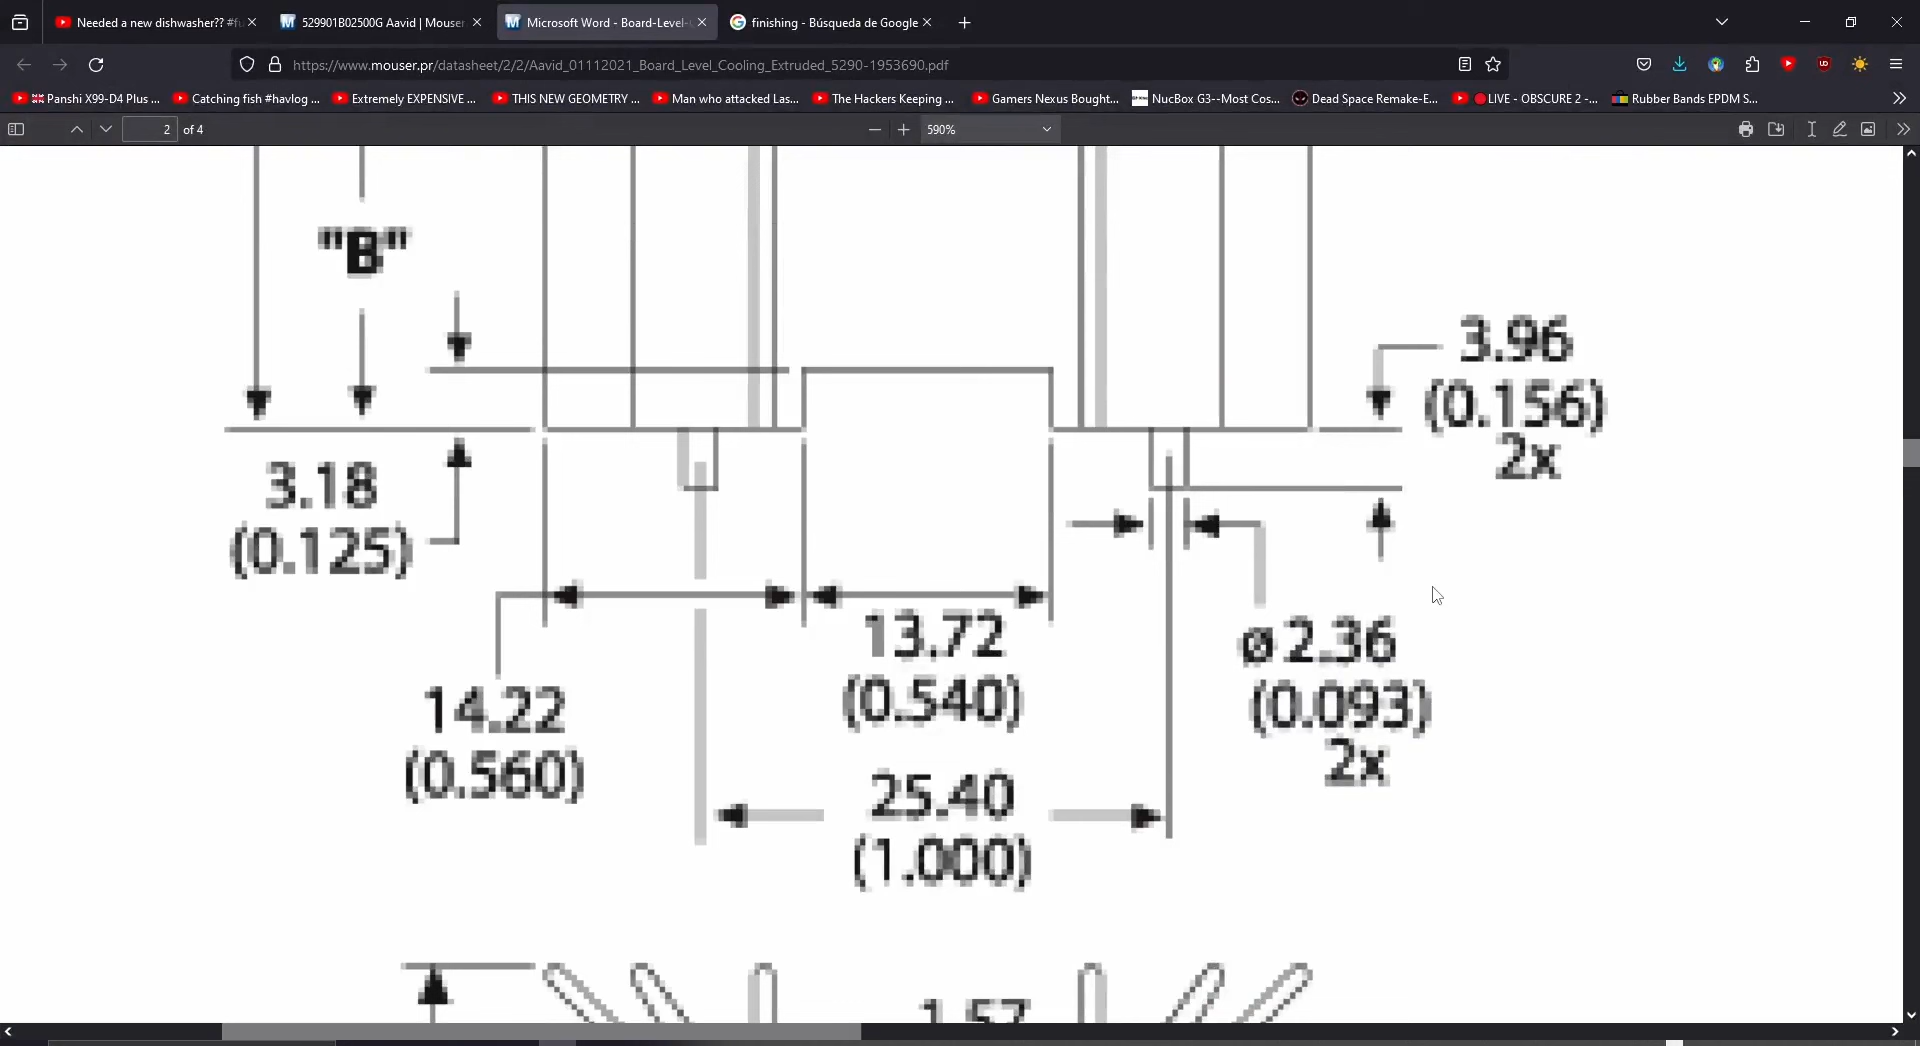 Needed a new dishwasher?? #fu
529901B02500G Aavid | Mouser
Microsoft Word - Board-Level-
finishing - Búsqueda de Google
https://www.mouser.pr/datasheet/2/2/Aavid_01112021_Board_Level_Cooling_Extruded_5290-1953690.pdf
Panshi X99-D4 Plus ...
Catching fish #havlog ...
Extremely EXPENSIVE ...
THIS NEW GEOMETRY ...
Man who attacked Las...
The Hackers Keeping ...
Gamers Nexus Bought...
NucBox G3--Most Cos...
Dead Space Remake-E...
LIVE - OBSCURE 2 -...
Rubber Bands EPDM S...
2 of 4
590%
"B"
3.96
(0.156)
2x
3.18
(0.125)
13.72
(0.540)
ø2.36
(0.093)
2x
14.22
(0.560)
25.40
(1.000)
1.57